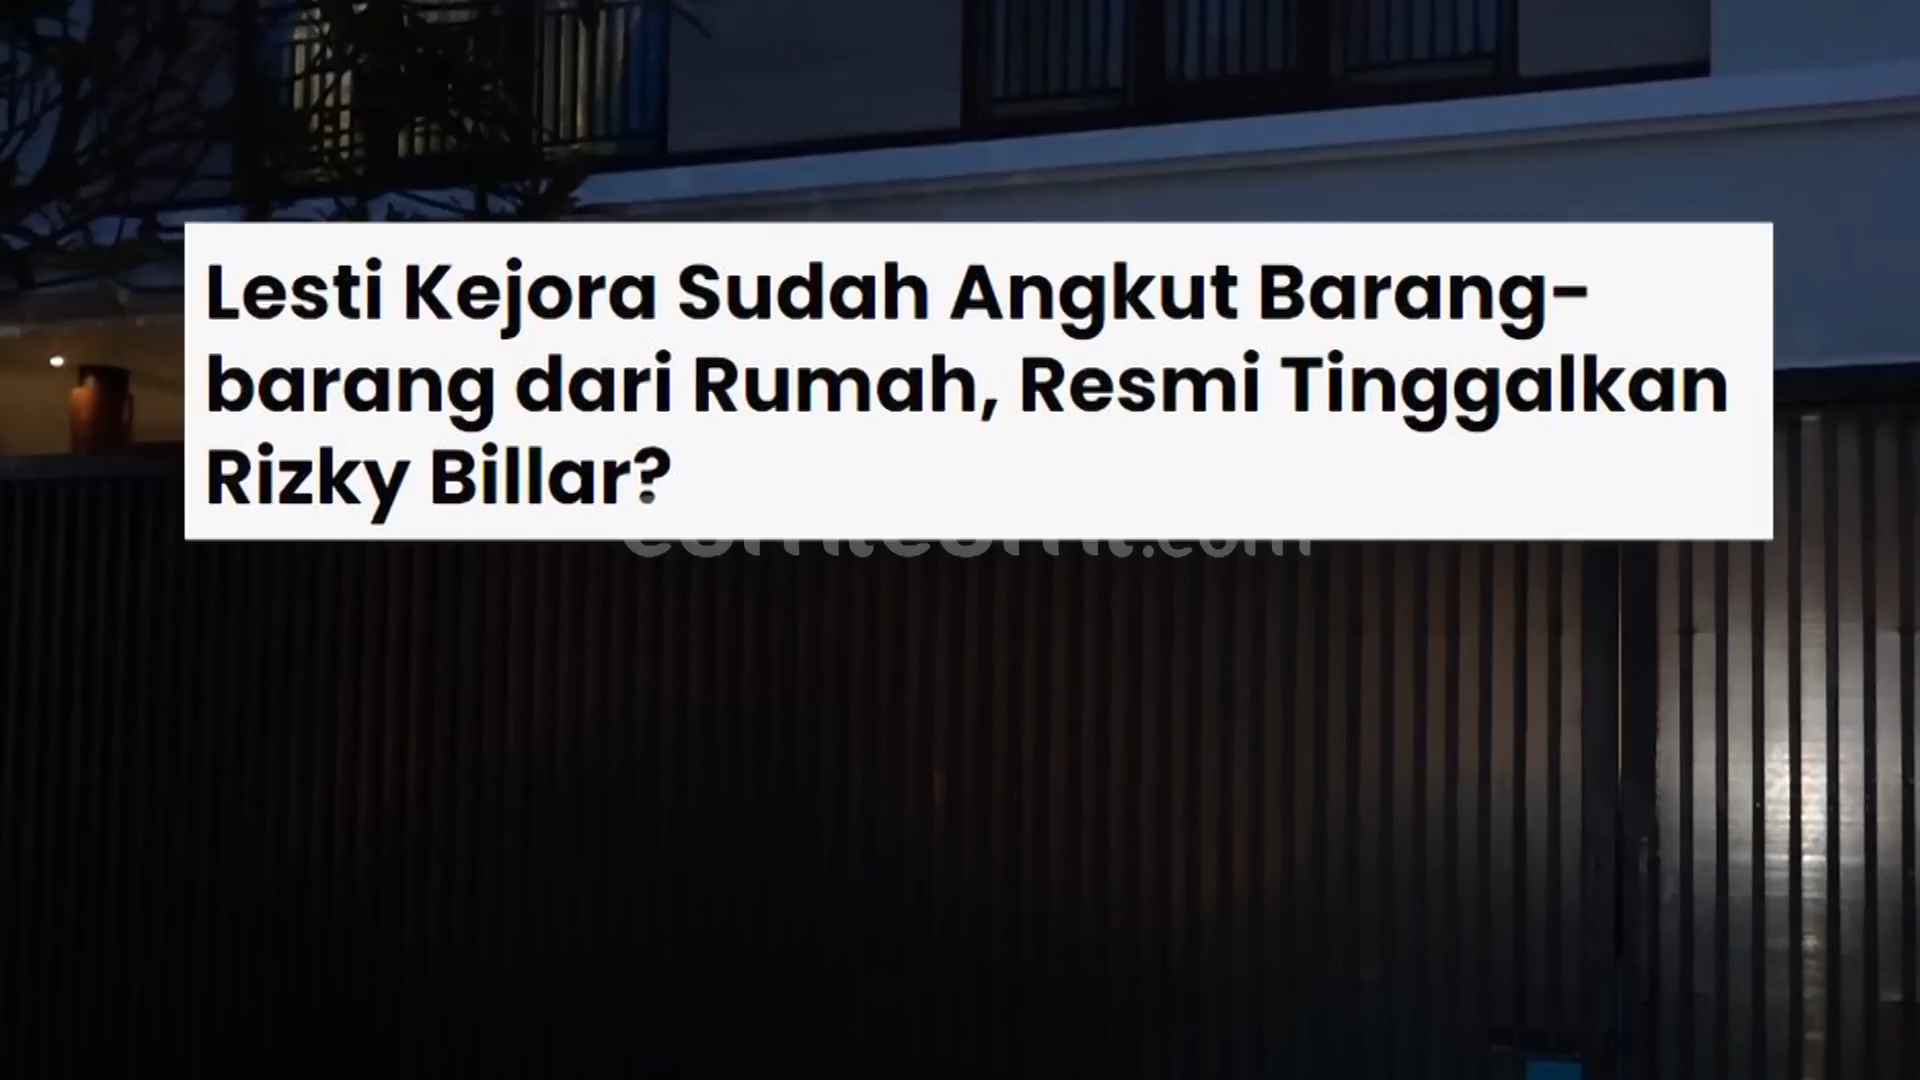 Lesti Kejora Sudah Angkut Barang-
barang dari Rumah, Resmi Tinggalkan
Rizky Billar?